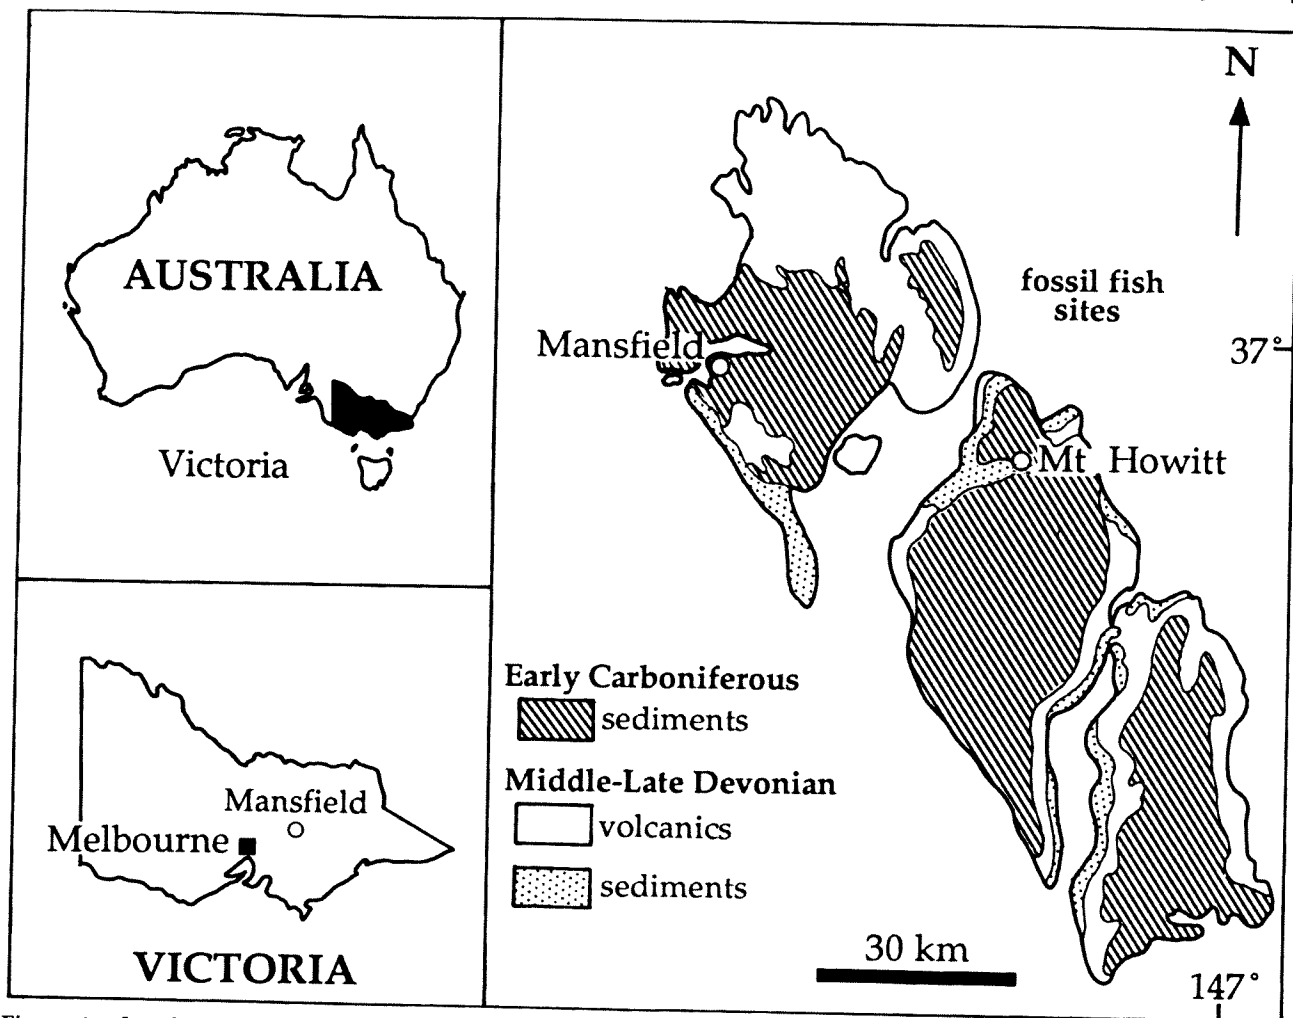 AUSTRALIA
Victoria
Mansfield
Melbourne
VICTORIA
N
fossil fish
sites
37°
Mansfield
Mt Howitt
Early Carboniferous
sediments
Middle-Late Devonian
volcanics
sediments
30 km
147°